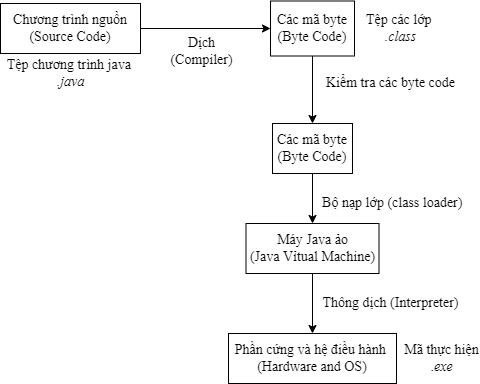 Chương trình nguồn
(Source Code)
Tệp chương trình java
.java
Dịch
(Compiler)
Các mã byte
(Byte Code)
Tệp các lớp
.class
Kiểm tra các byte code
Các mã byte
(Byte Code)
Bộ nạp lớp (class loader)
Máy Java ảo
(Java Vitual Machine)
Thông dịch (Interpreter)
Phần cứng và hệ điều hành
(Hardware and OS)
Mã thực hiện
.exe